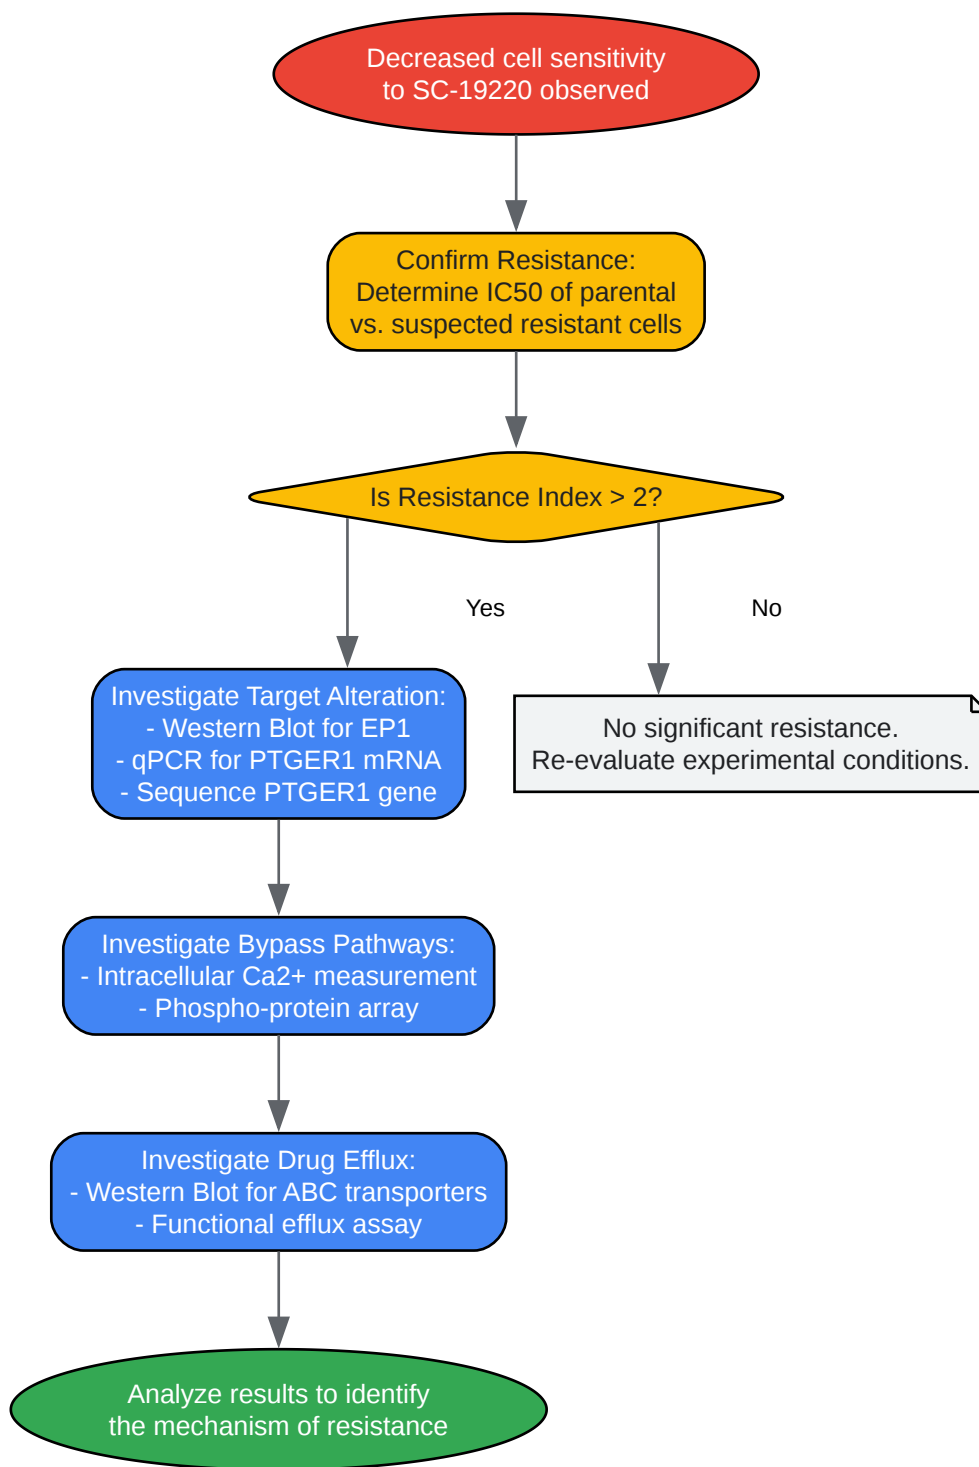 Decreased cell sensitivity
to SC-19220 observed
Confirm Resistance:
Determine IC50 of parental
vs. suspected resistant cells
Is Resistance Index > 2?
Yes
No
Investigate Target Alteration:
- Western Blot for EP1
- qPCR for PTGER1 mRNA
- Sequence PTGER1 gene
No significant resistance.
Re-evaluate experimental conditions.
Investigate Bypass Pathways:
- Intracellular Ca2+ measurement
- Phospho-protein array
Investigate Drug Efflux:
- Western Blot for ABC transporters
- Functional efflux assay
Analyze results to identify
the mechanism of resistance